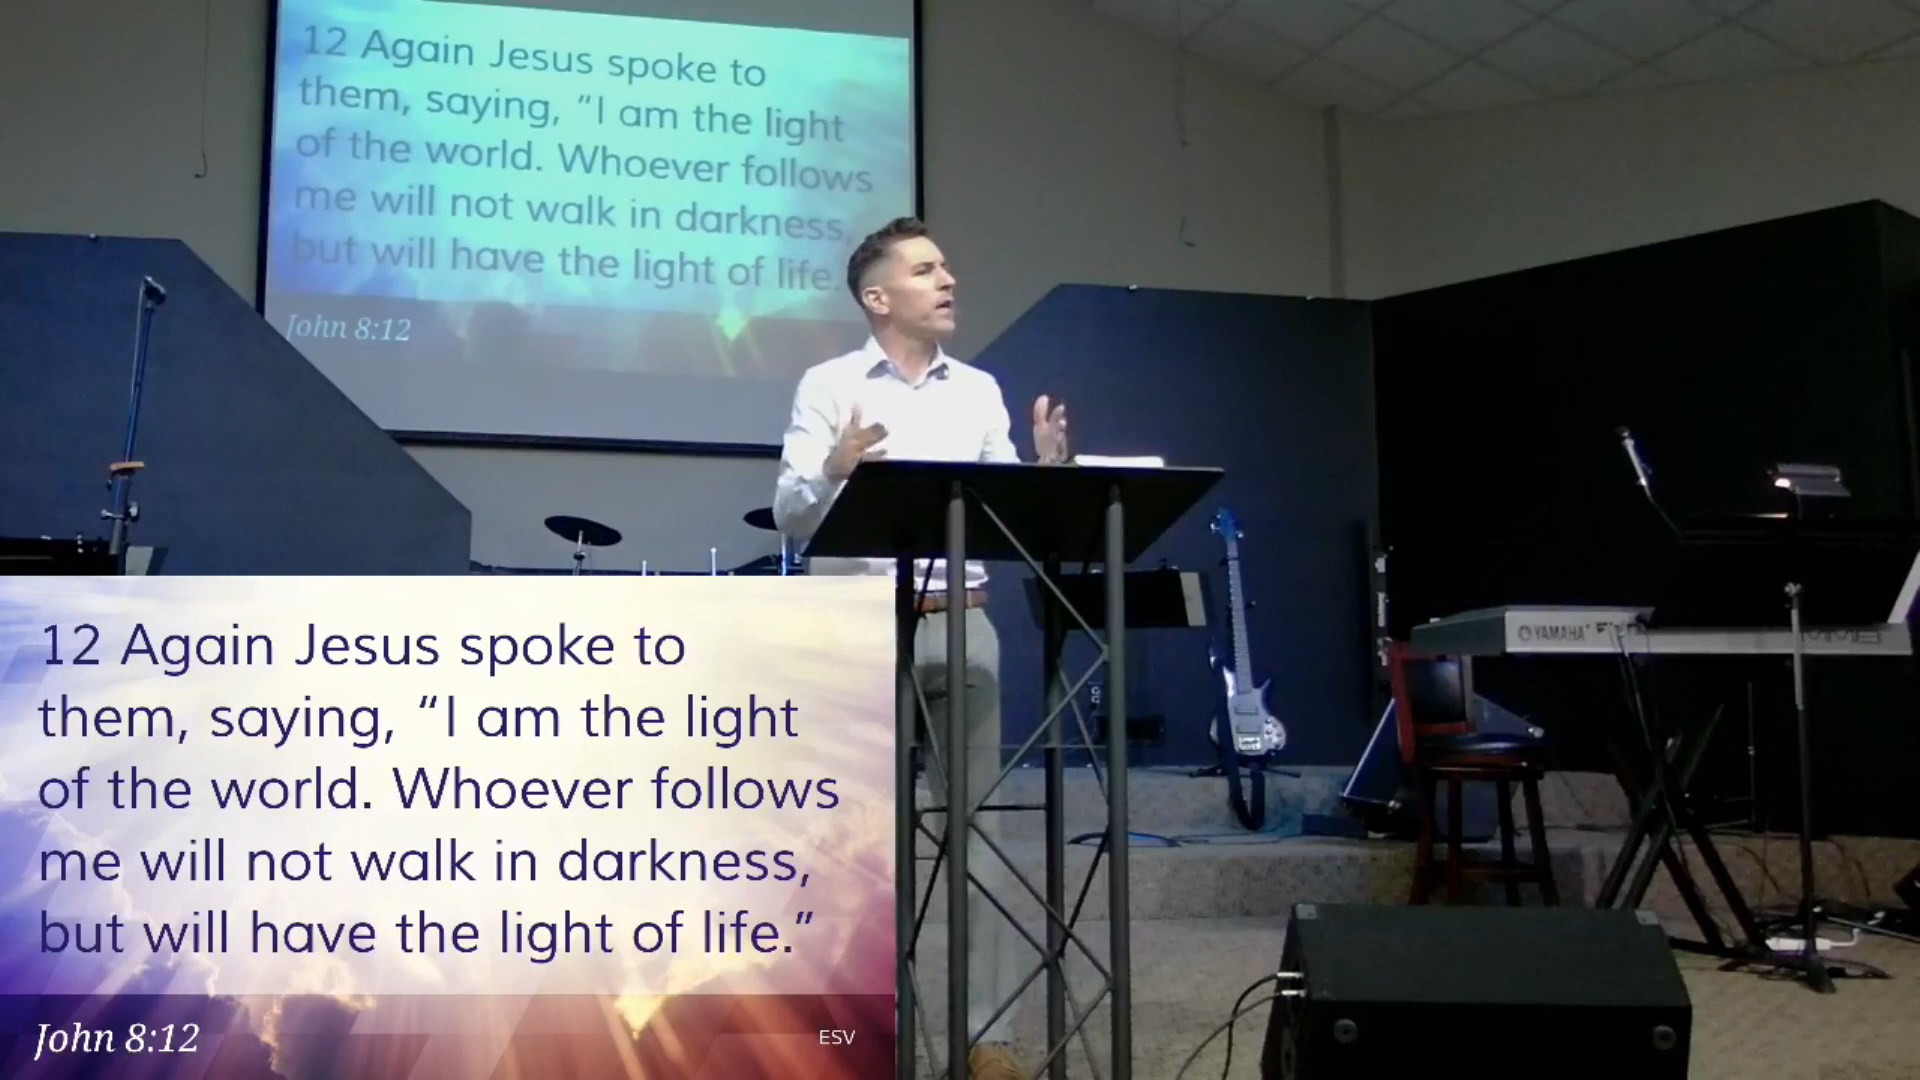 12 Again Jesus spoke to
them, saying, “I am the light
of the world. Whoever follows
me will not walk in darkness,
but will have the light of life.
John 8:12
YAMAHA
MM8
12 Again Jesus spoke to
them, saying, “I am the light
of the world. Whoever follows
me will not walk in darkness,
but will have the light of life.”
John 8:12
ESV